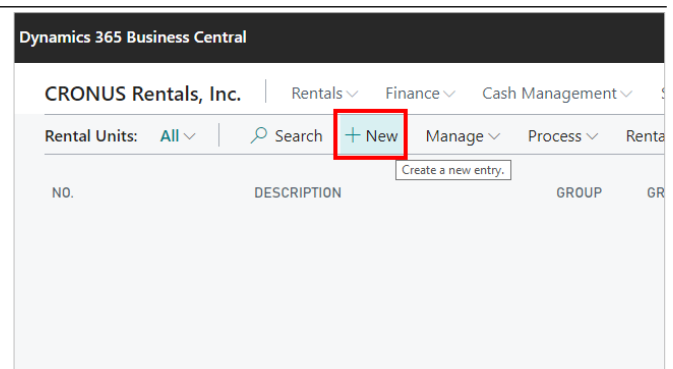 Dynamics 365 Business Central
CRONUS Rentals, Inc. Rentals Finance Cash Management
Rental Units: All Search + New Manage Process
Create a new entry.
NO. DESCRIPTION GROUP